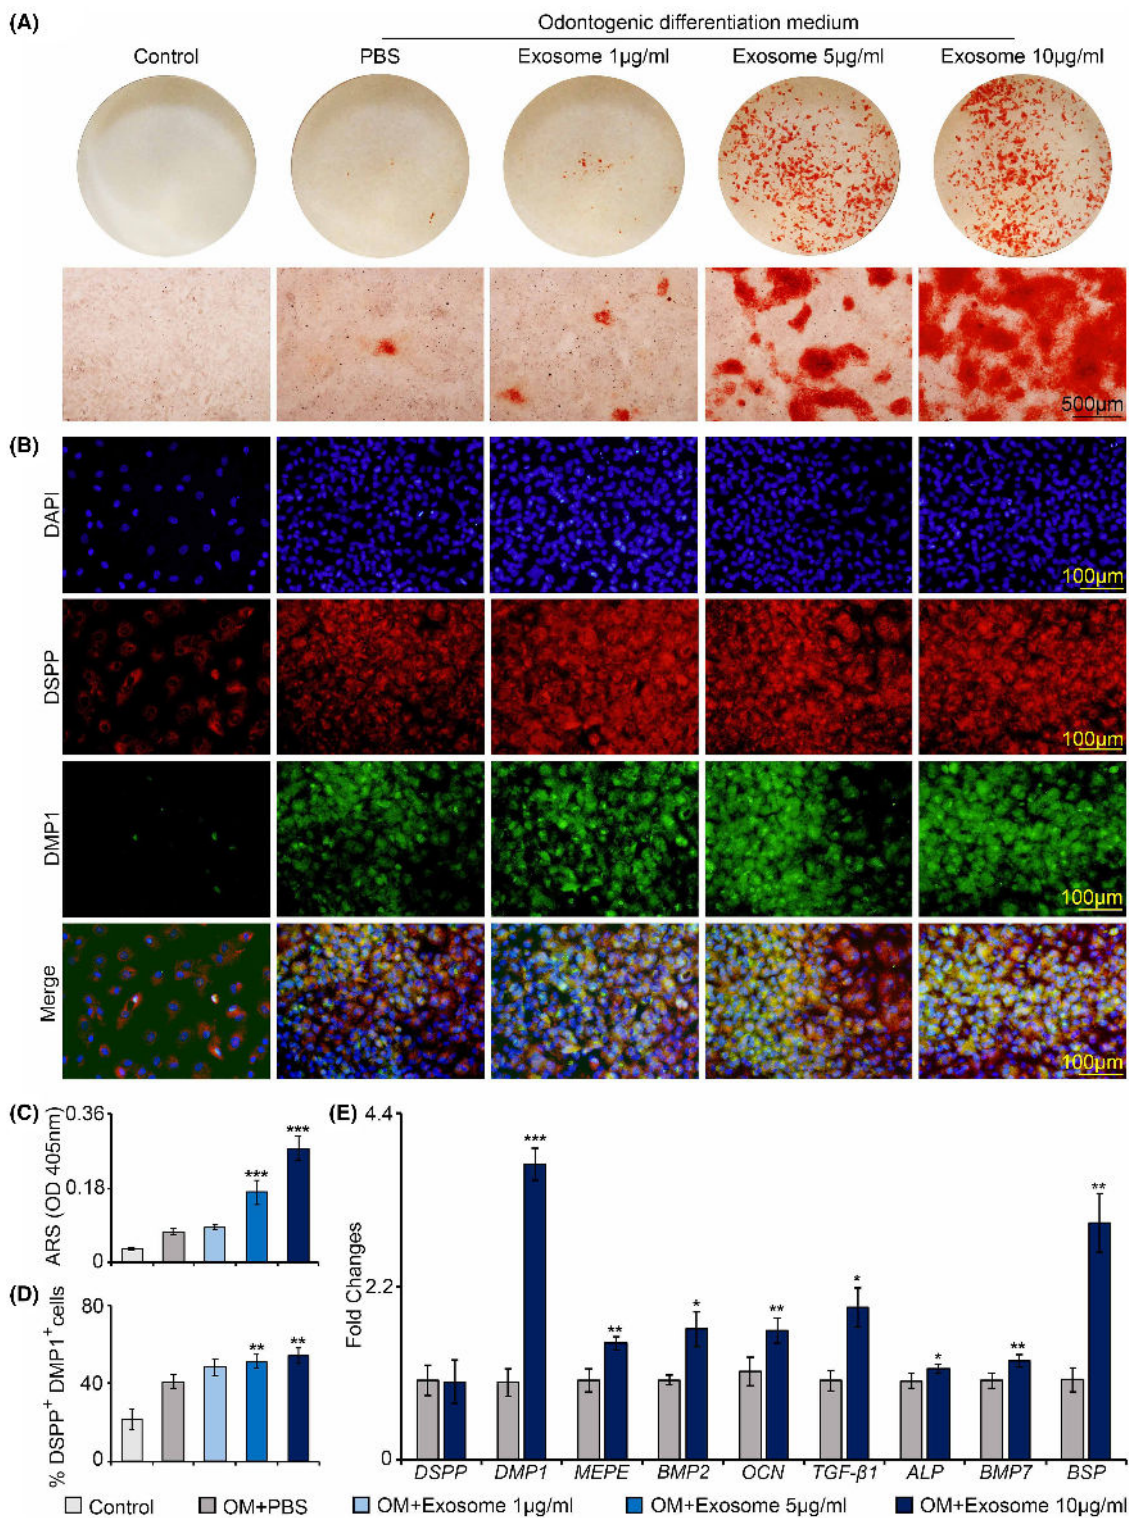 (A)
Odontogenic differentiation medium
Control PBS Exosome 1µg/ml Exosome 5µg/ml Exosome 10µg/ml
500µm
(B)
DAPI
100µm
DSPP
100µm
DMP1
100µm
Merge
100µm
(C)
ARS (OD 405nm)
0.36
0.18
0
***
***
(D)
% DSPP+ DMP1+cells
80
40
0
**
**
(E)
Fold Changes
4.4
2.2
0
***
**
*
**
*
*
**
**
DSPP DMP1 MEPE BMP2 OCN TGF-β1 ALP BMP7 BSP
Control OM+PBS OM+Exosome 1µg/ml OM+Exosome 5µg/ml OM+Exosome 10µg/ml